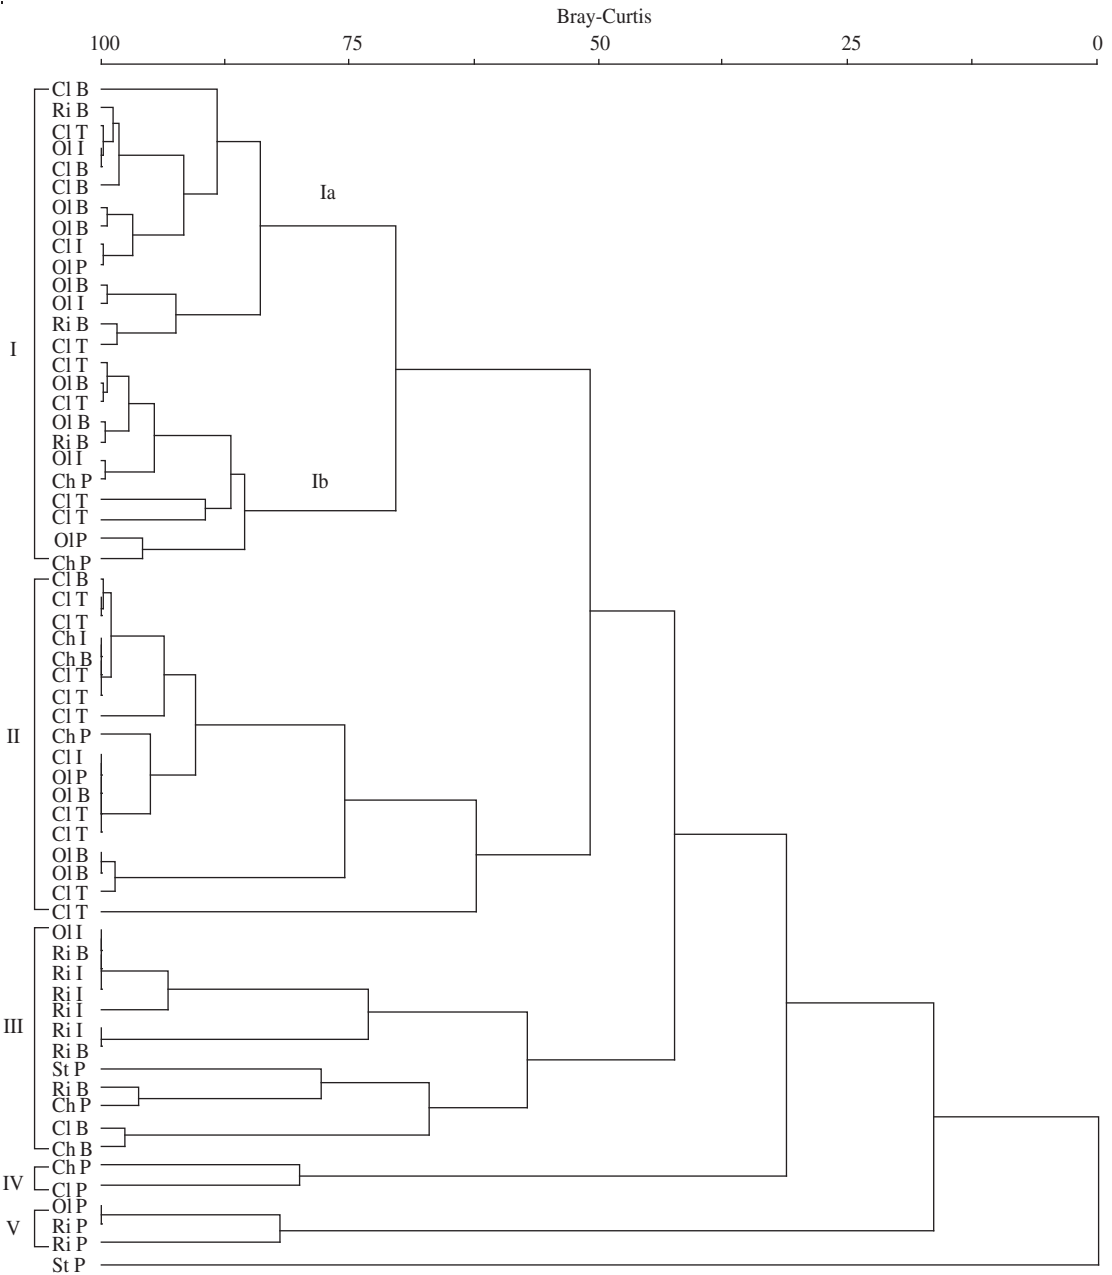 Bray-Curtis
100 75 50 25 0
Cl B
Ri B
Cl T
Ol I
Cl B
Cl B
Ia
Ol B
Ol B
Cl I
Ol P
Ol B
Ol I
Ri B
Cl T
I
Cl T
Ol B
Cl T
Ol B
Ri B
Ol I
Ch P
Ib
Cl T
Cl T
Ol P
Ch P
Cl B
Cl T
Cl T
Ch I
Ch B
Cl T
Cl T
Cl T
II
Ch P
Cl I
Ol P
Ol B
Cl T
Cl T
Ol B
Ol B
Cl T
Cl T
Ol I
Ri B
Ri I
Ri I
Ri I
III
Ri I
Ri B
St P
Ri B
Ch P
Cl B
Ch B
Ch P
IV
Cl P
Ol P
V
Ri P
Ri P
St P